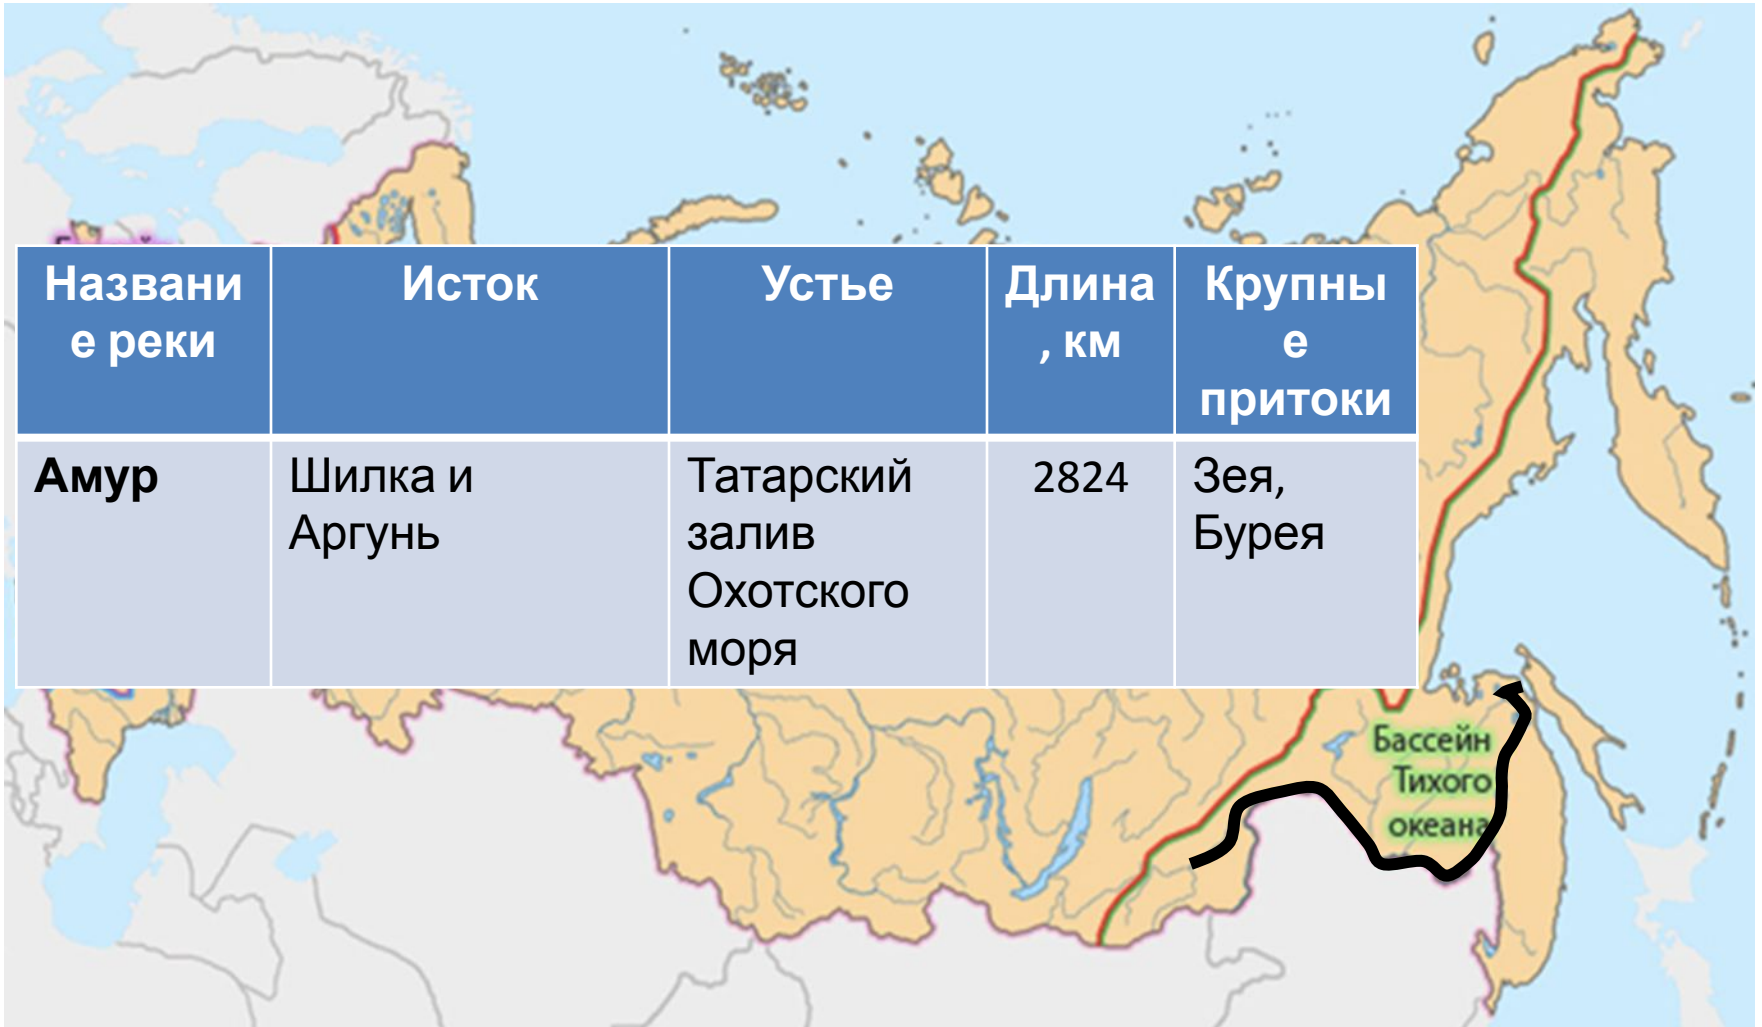 Названи
е реки
Исток
Устье
Длина
, км
Крупны
е
притоки
Амур
Шилка и
Аргунь
Татарский
залив
Охотского
моря
2824
Зея,
Бурея
Бассейн
Тихого
океана